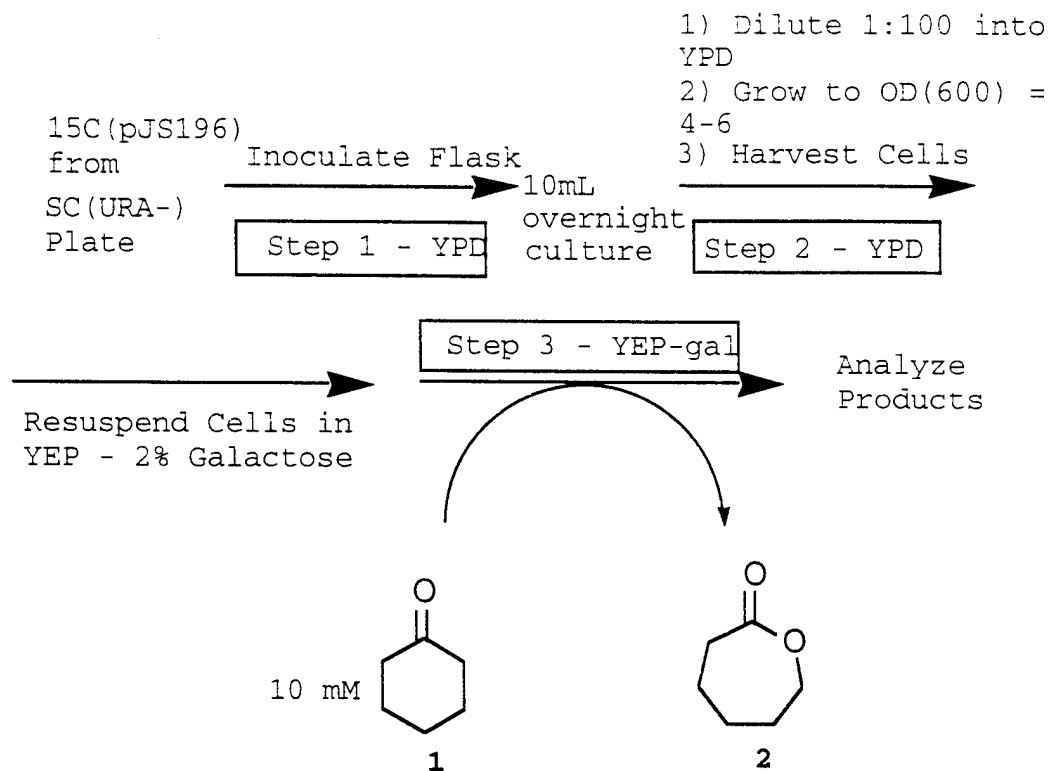 15C(pJS196)
from
SC(URA-)
Plate
Inoculate Flask
Step 1 - YPD
10mL
overnight
culture
1) Dilute 1:100 into
YPD
2) Grow to OD(600) =
4-6
3) Harvest Cells
Step 2 - YPD
Resuspend Cells in
YEP - 2% Galactose
Step 3 - YEP-gal
Analyze
Products
10 mM
O
1
O
O
2